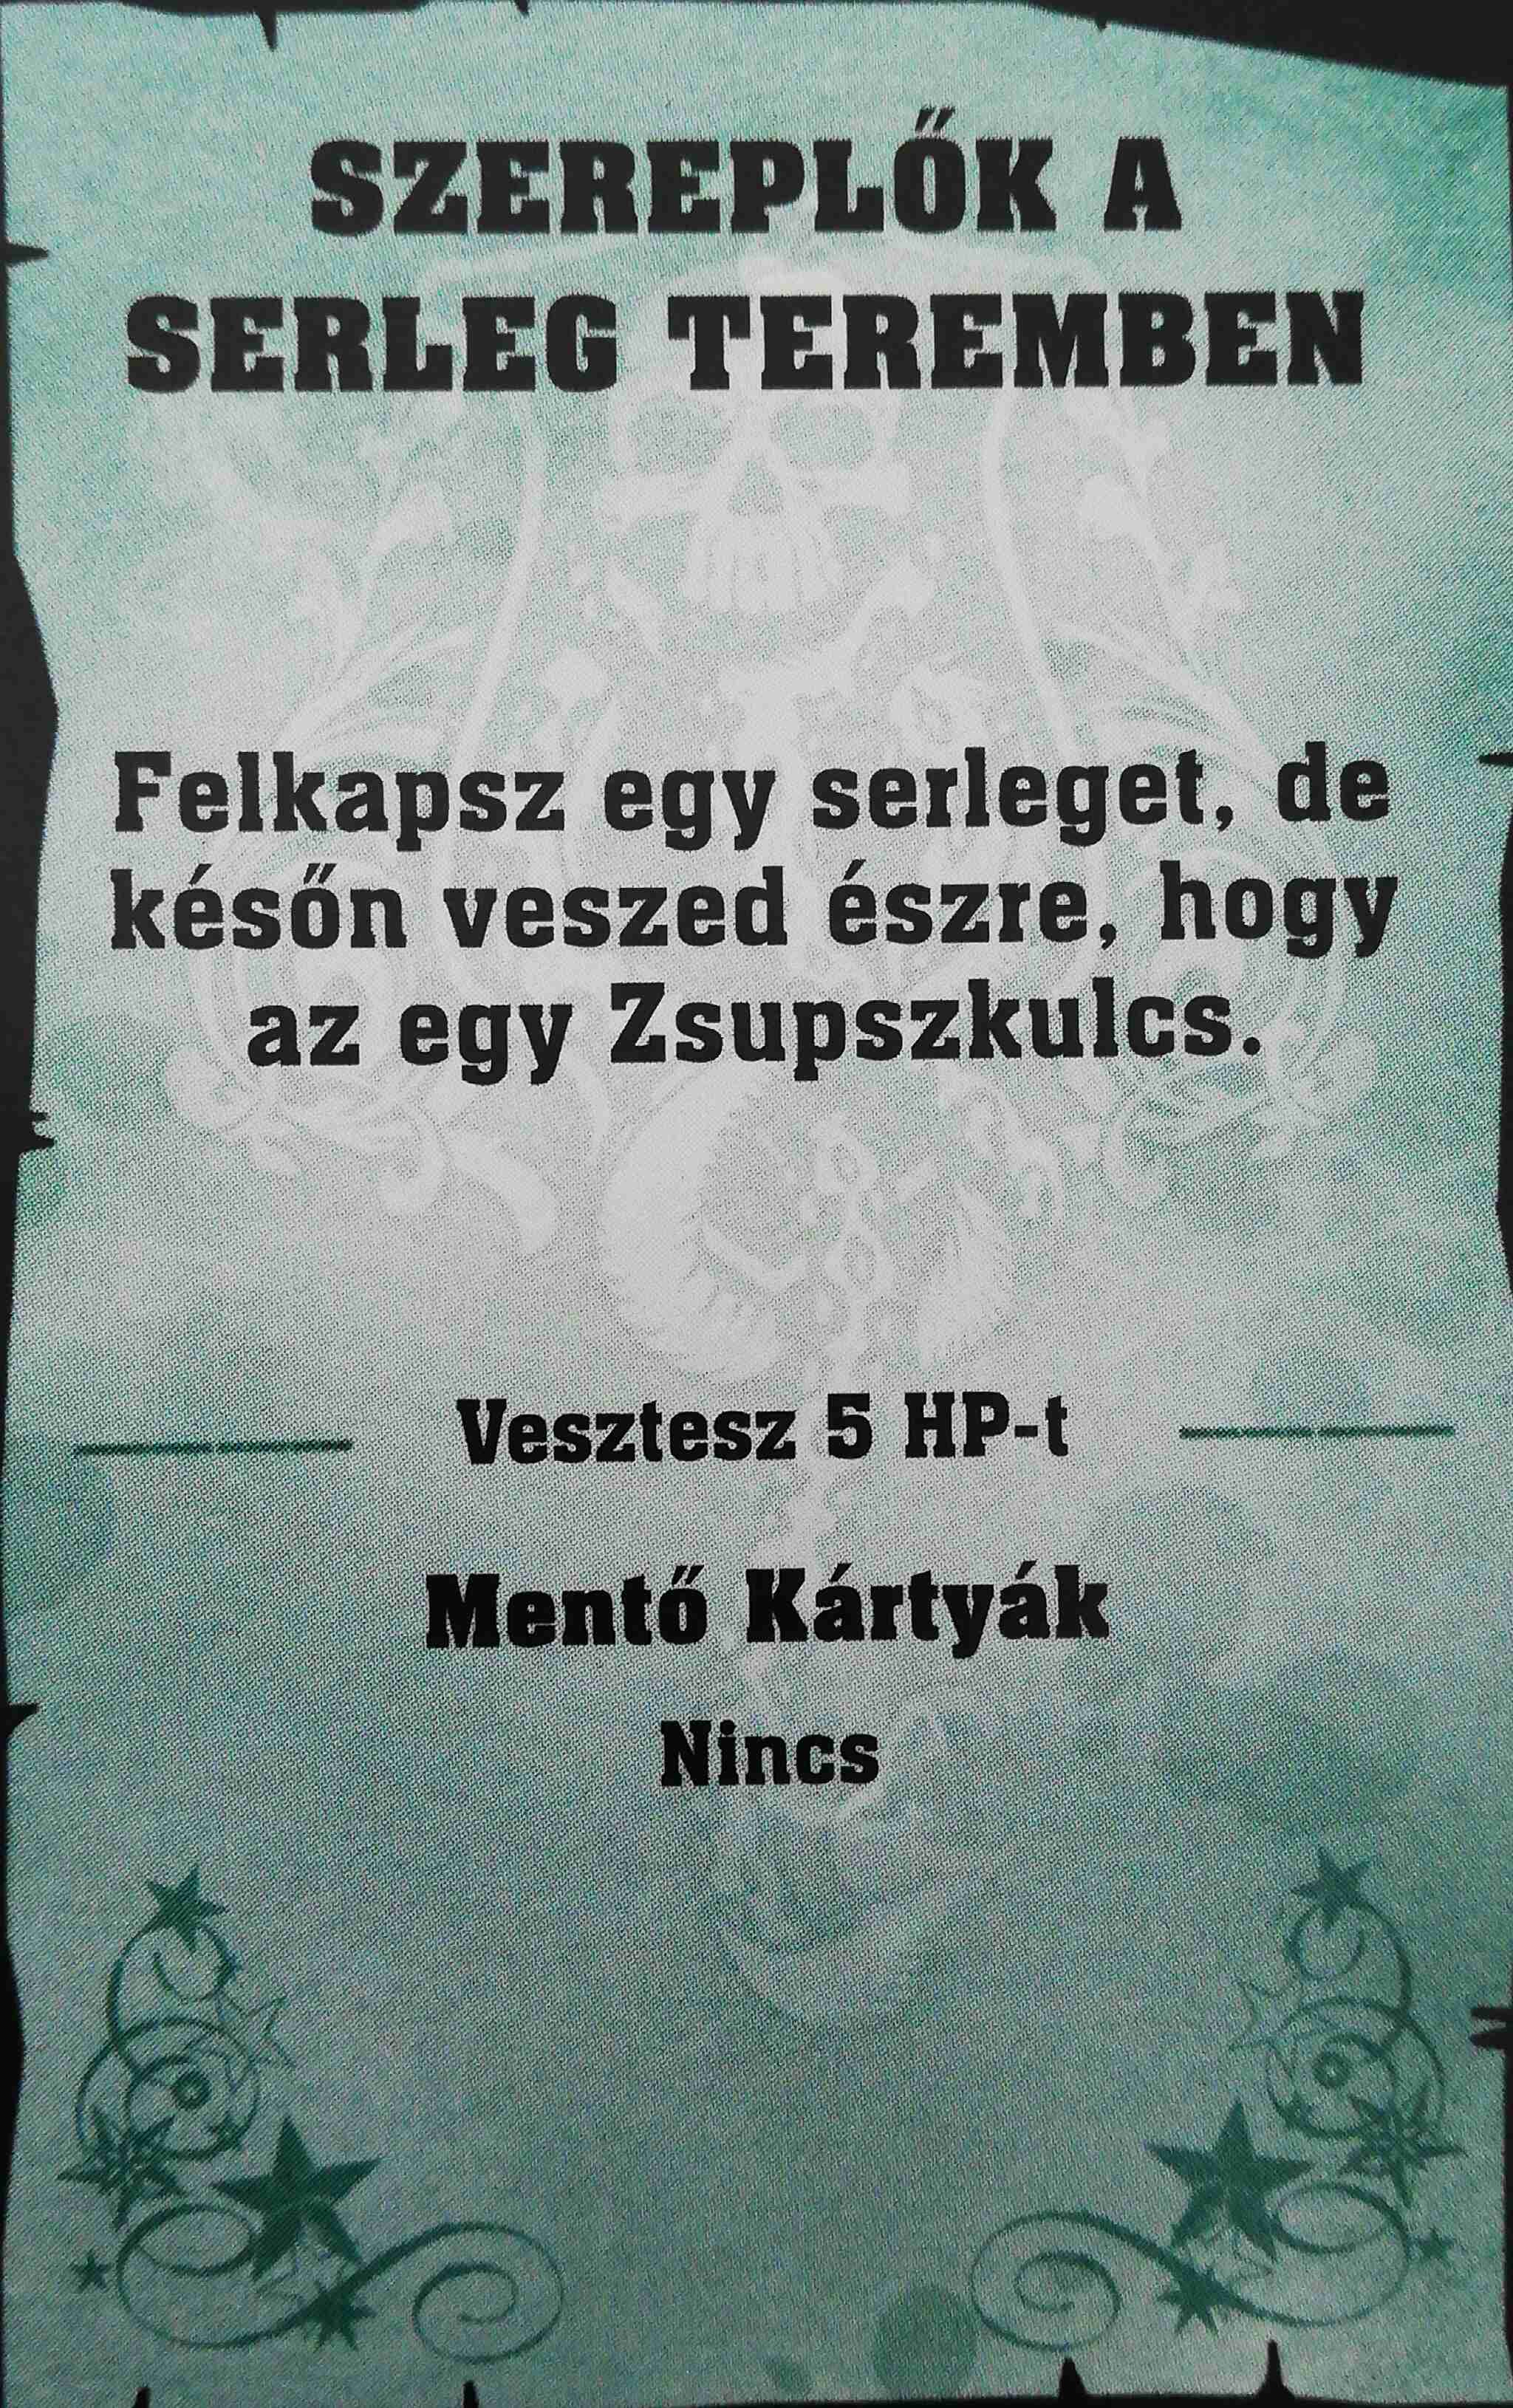 SZEREPLŐK A
SERLEG TEREMBEN
Felkapsz egy serleget, de
későn veszed észre, hogy
az egy Zsupszkulcs.
Vesztesz 5 HP-t
Mentő Kártyák
Nincs